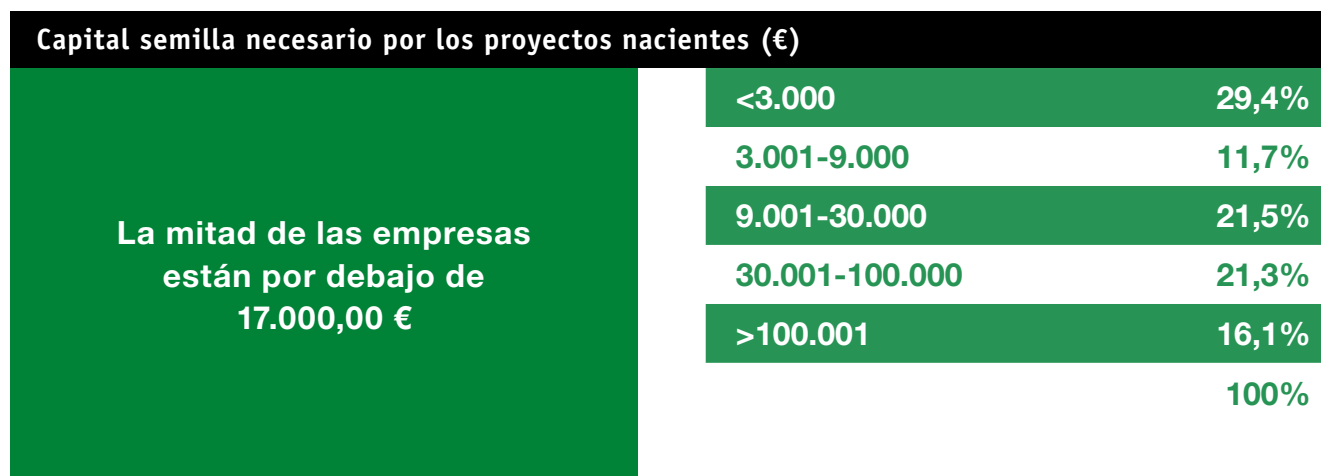 Capital semilla necesario por los proyectos nacientes (€)
La mitad de las empresas
están por debajo de
17.000,00 €
<3.000 29,4%
3.001-9.000 11,7%
9.001-30.000 21,5%
30.001-100.000 21,3%
>100.001 16,1%
100%